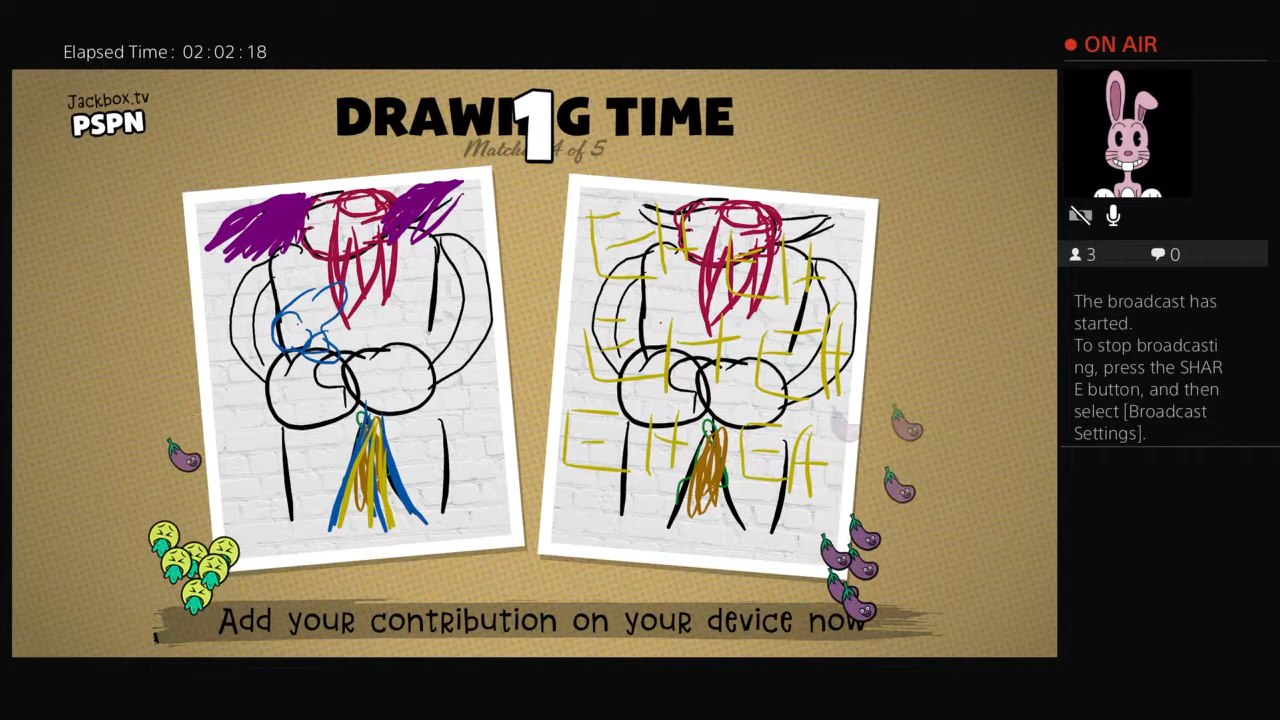 Elapsed Time: 02:02:18
ON AIR
Jackbox.tv
PSPN
DRAWING TIME
1
4 of 5
3
0
The broadcast has
started.
To stop broadcasti
ng, press the SHAR
E button, and then
select [Broadcast
Settings].
Add your contribution on your device now